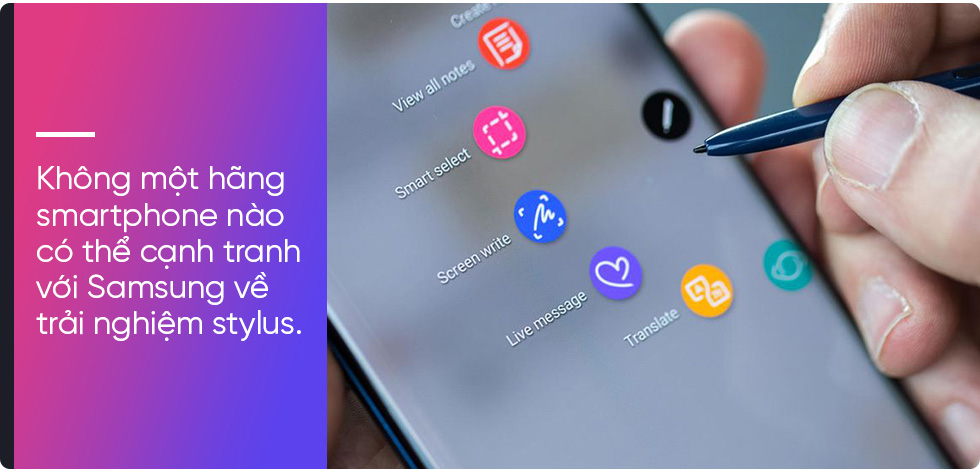 Không một hãng
smartphone nào
có thể cạnh tranh
với Samsung về
trải nghiệm stylus.
Create
View all notes
Smart select
Screen write
Live message
Translate